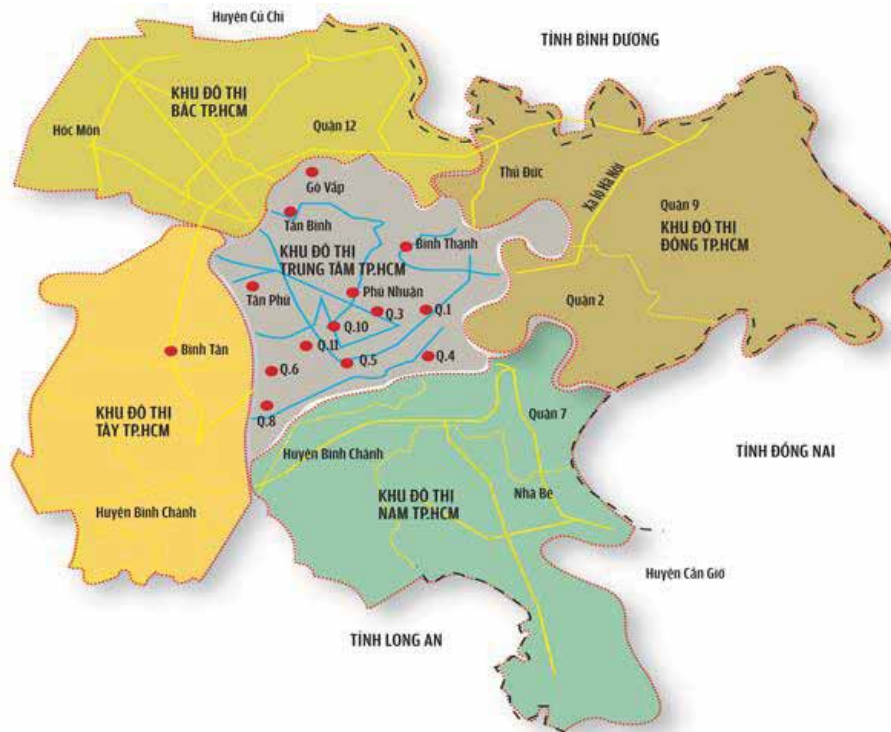 Huyện Củ Chi
TỈNH BÌNH DƯƠNG
KHU ĐÔ THỊ
BẮC TP.HCM
Hóc Môn
Quận 12
Thủ Đức
Xa lộ Hà Nội
Gò Vấp
Tân Bình
Bình Thạnh
Quận 9
KHU ĐÔ THỊ
ĐÔNG TP.HCM
KHU ĐÔ THỊ
TRUNG TÂM TP.HCM
Tân Phú
Phú Nhuận
Q.3
Q.1
Quận 2
Q.10
Q.11
Q.5
Q.4
Bình Tân
Q.6
Q.8
KHU ĐÔ THỊ
TÂY TP.HCM
Quận 7
Huyện Bình Chánh
TỈNH ĐỒNG NAI
KHU ĐÔ THỊ
NAM TP.HCM
Nhà Bè
Huyện Bình Chánh
Huyện Cần Giờ
TỈNH LONG AN